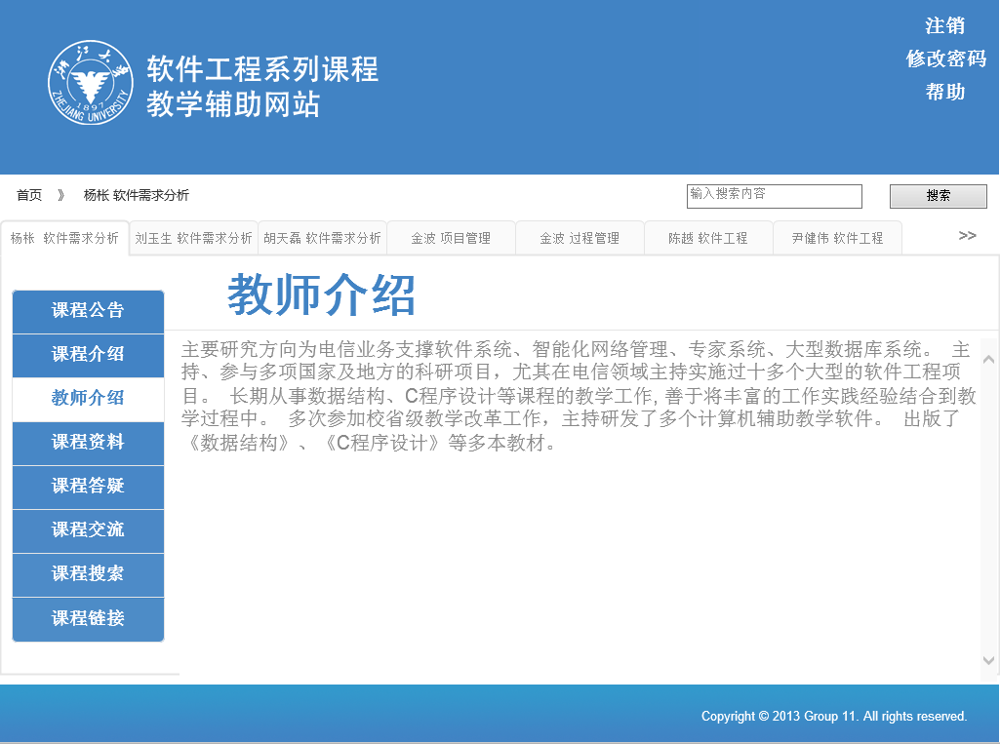 注销
修改密码
帮助
浙江大学
ZHEJIANG UNIVERSITY
1897
软件工程系列课程
教学辅助网站
首页 》 杨枨 软件需求分析
输入搜索内容
搜索
杨枨 软件需求分析
刘玉生 软件需求分析
胡天磊 软件需求分析
金波 项目管理
金波 过程管理
陈越 软件工程
尹健伟 软件工程
>>
课程公告
课程介绍
教师介绍
课程资料
课程答疑
课程交流
课程搜索
课程链接
教师介绍
主要研究方向为电信业务支撑软件系统、智能化网络管理、专家系统、大型数据库系统。 主
持、参与多项国家及地方的科研项目，尤其在电信领域主持实施过十多个大型的软件工程项
目。 长期从事数据结构、C程序设计等课程的教学工作, 善于将丰富的工作实践经验结合到教
学过程中。 多次参加校省级教学改革工作，主持研发了多个计算机辅助教学软件。 出版了
《数据结构》、《C程序设计》等多本教材。
Copyright © 2013 Group 11. All rights reserved.